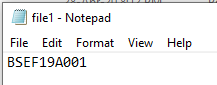 file1 - Notepad
File Edit Format View Help
BSEF19A001